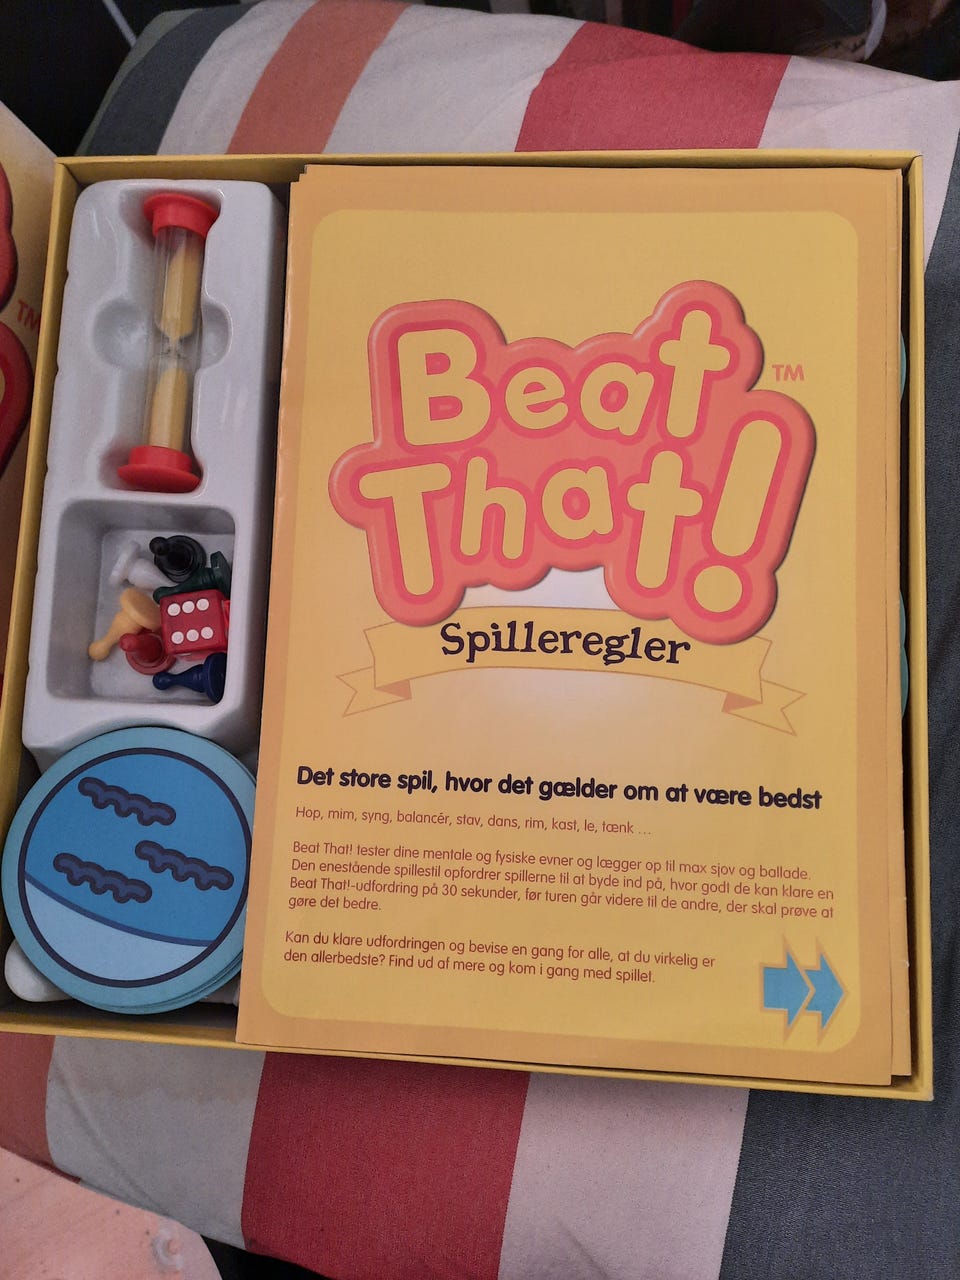 TM
Beat
TM
That!
Spilleregler
Det store spil, hvor det gælder om at være bedst
Hop, mim, syng, balancér, stav, dans, rim, kast, le, tænk ...
Beat That! tester dine mentale og fysiske evner og lægger op til max sjov og ballade.
Den enestående spillestil opfordrer spillerne til at byde ind på, hvor godt de kan klare en
Beat That!-udfordring på 30 sekunder, før turen går videre til de andre, der skal prøve at
gøre det bedre.
Kan du klare udfordringen og bevise en gang for alle, at du virkelig er
den allerbedste? Find ud af mere og kom i gang med spillet.